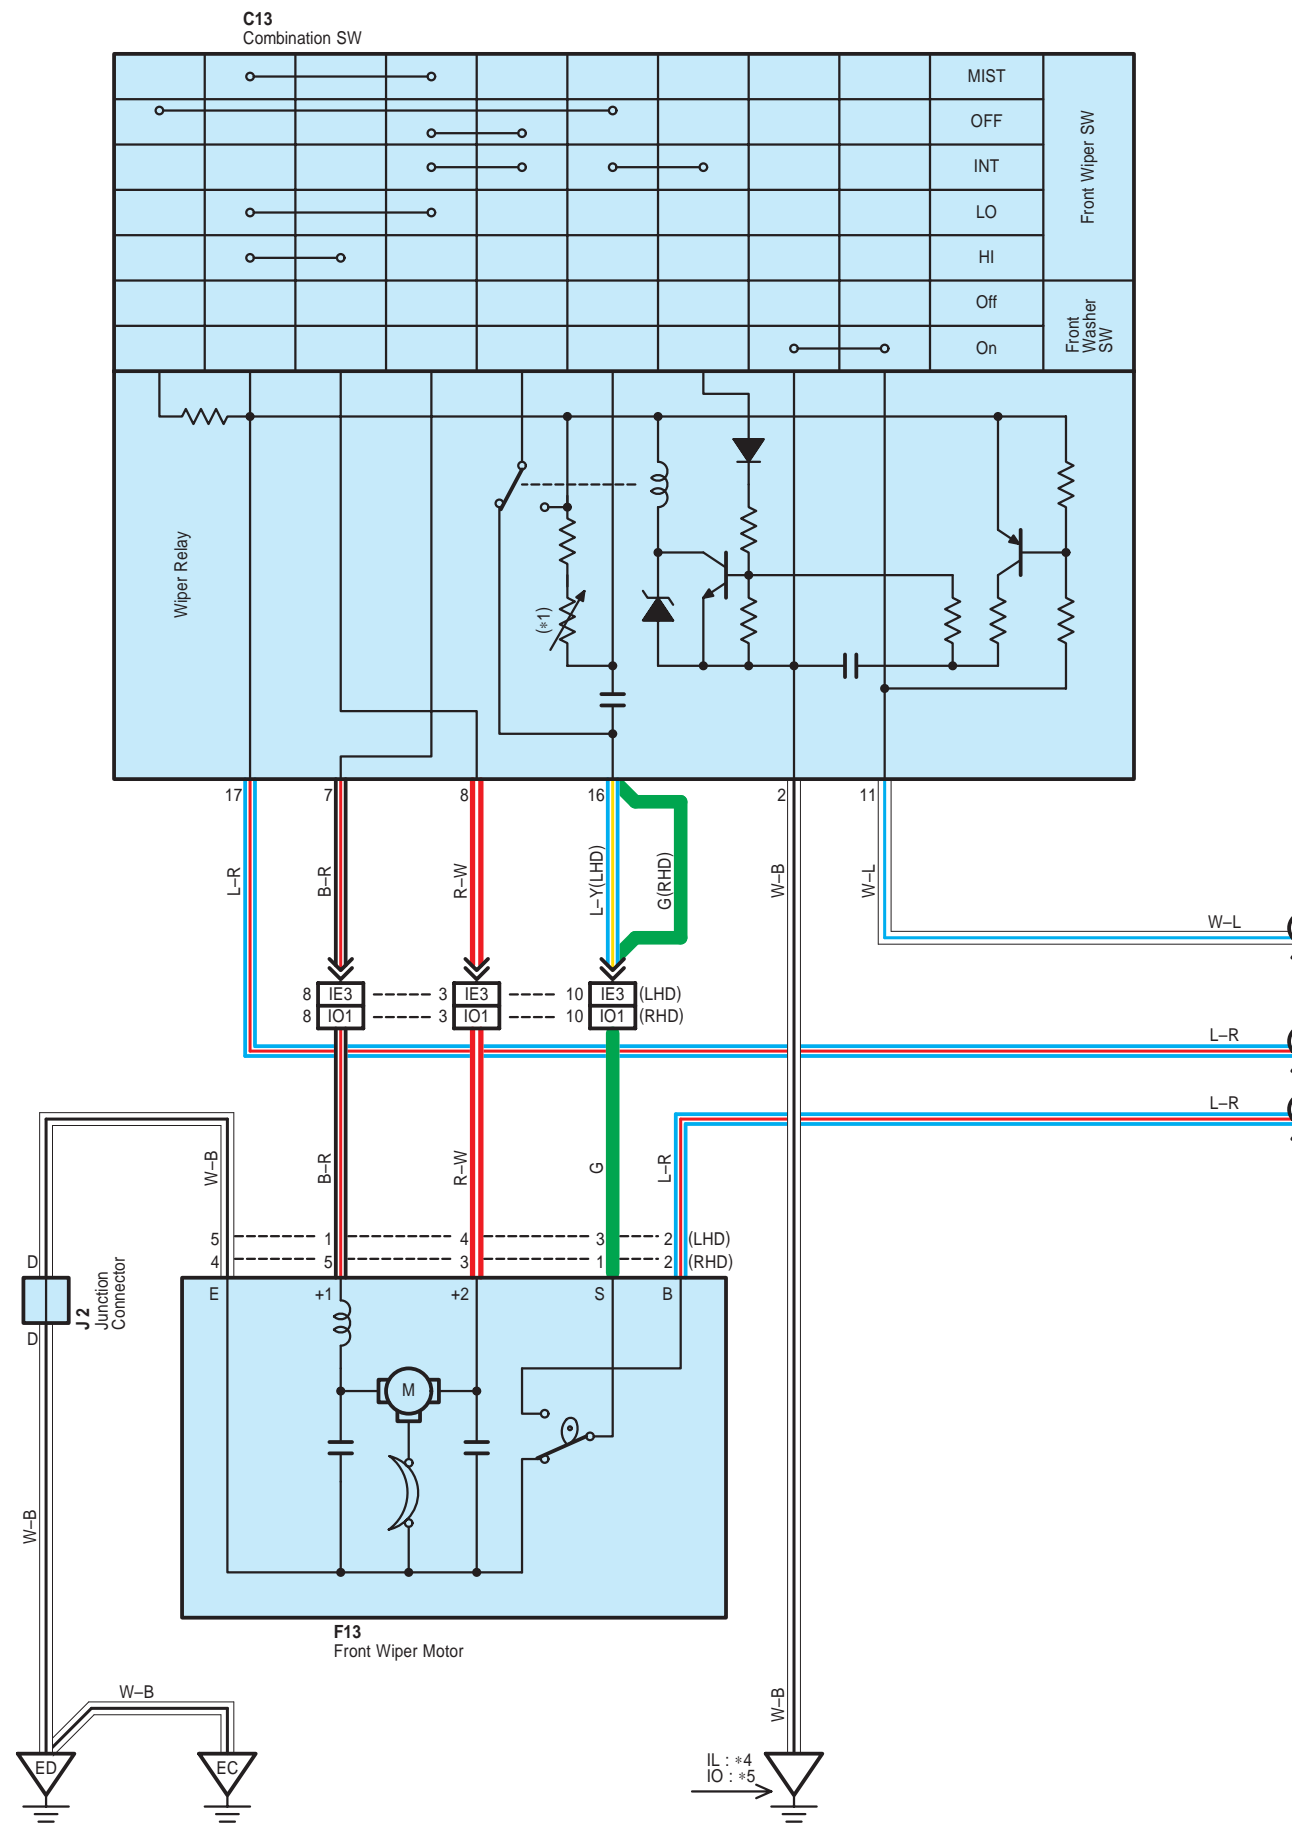 C13
Combination SW
MIST
OFF
INT
LO
HI
Front Wiper SW
Off
On
Front
Washer
SW
Wiper Relay
(*1)
17
7
8
16
2
11
L–R
B–R
R–W
L–Y(LHD)
G(RHD)
W–B
W–L
W–L
8 IE3 3 IE3 10 IE3 (LHD)
8 IO1 3 IO1 10 IO1 (RHD)
L–R
L–R
W–B
B–R
R–W
G
L–R
5 1 4 3 2 (LHD)
4 5 3 1 2 (RHD)
D
J 2
Junction
Connector
D
E +1 +2 S B
M
F13
Front Wiper Motor
W–B
W–B
W–B
ED
EC
IL : *4
IO : *5